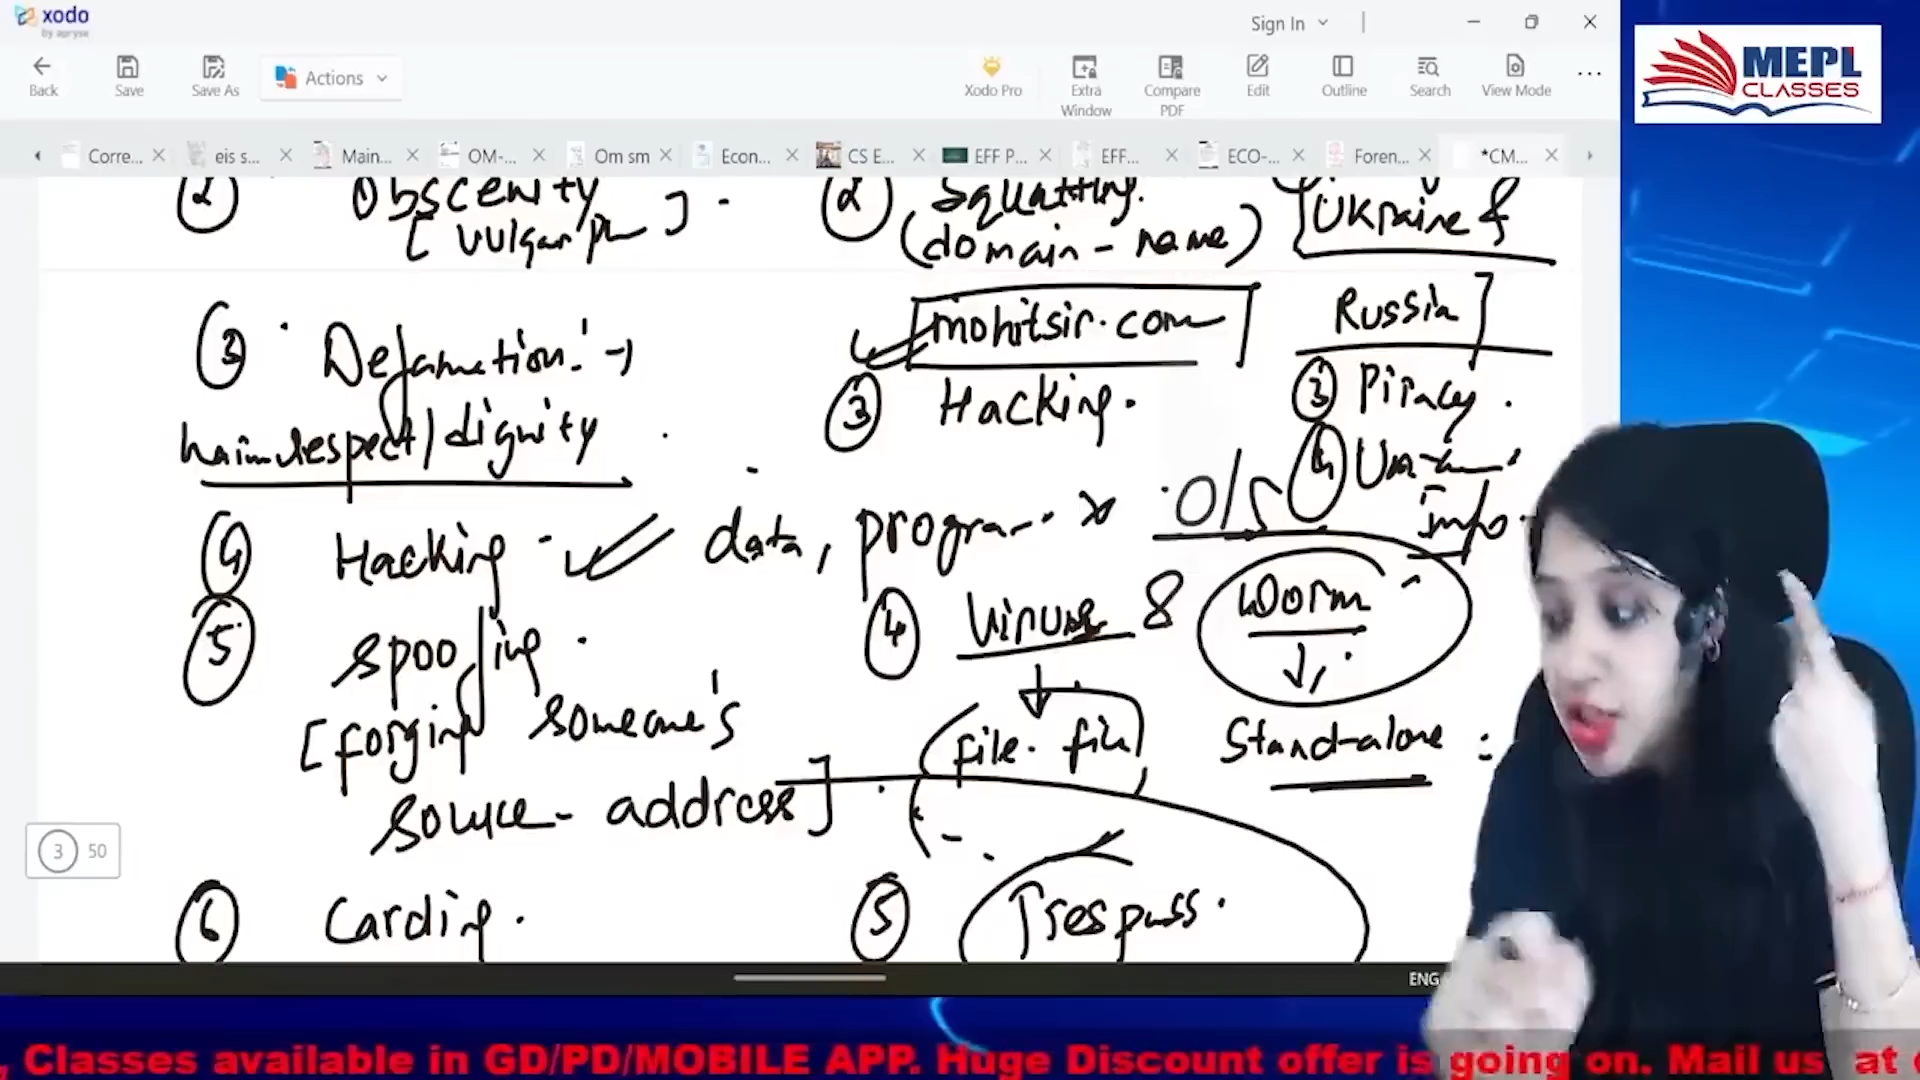 xodo
by apryse
Sign In
Back
Save
Save As
Actions
Xodo Pro
Extra Window
Compare PDF
Edit
Outline
Search
View Mode
MEPL
CLASSES
Corre...
eis s...
Main...
OM-...
Om sm
Econ...
CS E...
EFF P...
EFF...
ECO-...
Foren...
*CM...
② Obscenity
[vulgar
② Squatting.
(domain-name)
Ukraine &
Russia]
③ Defamation:→
respect/dignity
mohitsir.com
③ Hacking.
③ Piracy.
④
info
④ Hacking - data, program. O/S
⑤ spoofing
[forging someone's
source-address]
④ Virus & Worm
file. file
Stand-alone
⑥ Carding.
⑤ Trespass.
3 50
ENG
, Classes available in GD/PD/MOBILE APP. Huge Discount offer is going on. Mail us at